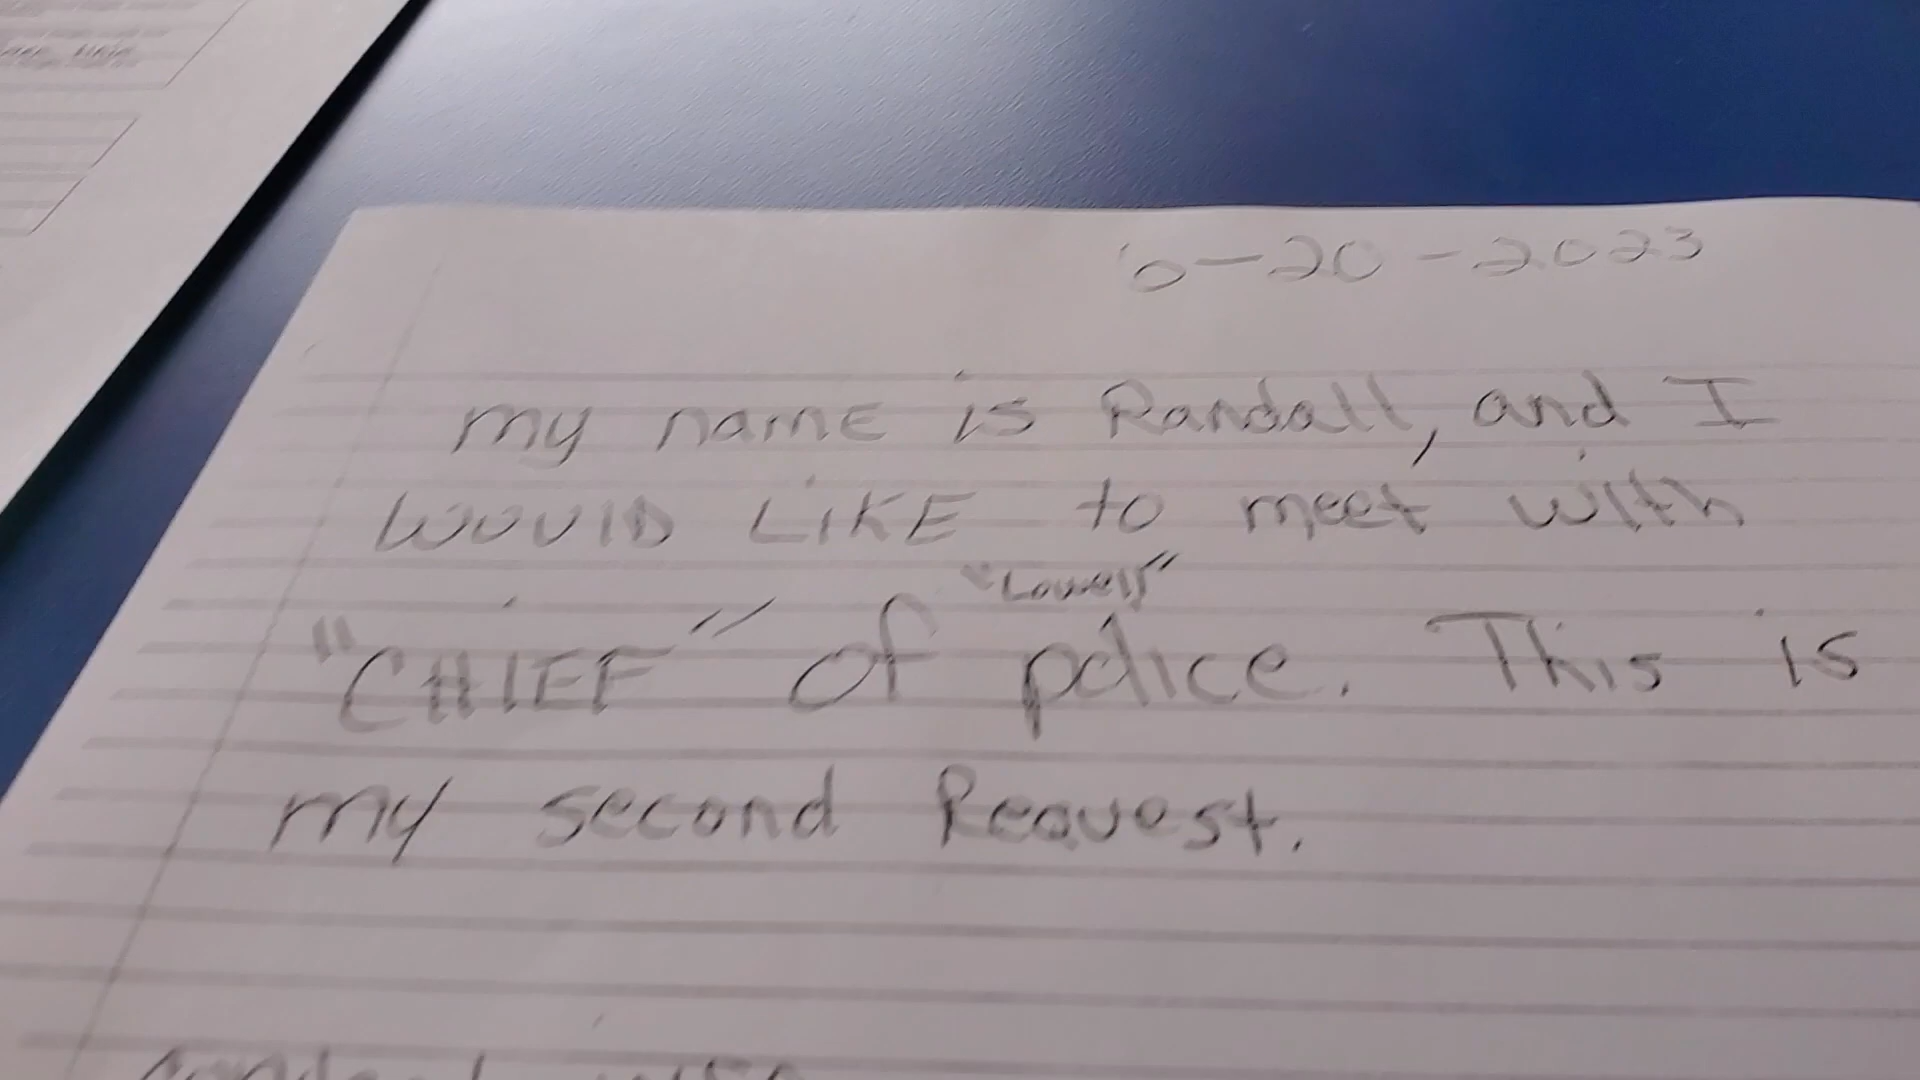 6-20-2023
my name is Randall, and I
WOUlD LiKE to meet with
"Lowell"
"CHIEF" of police. This is
my second Request.